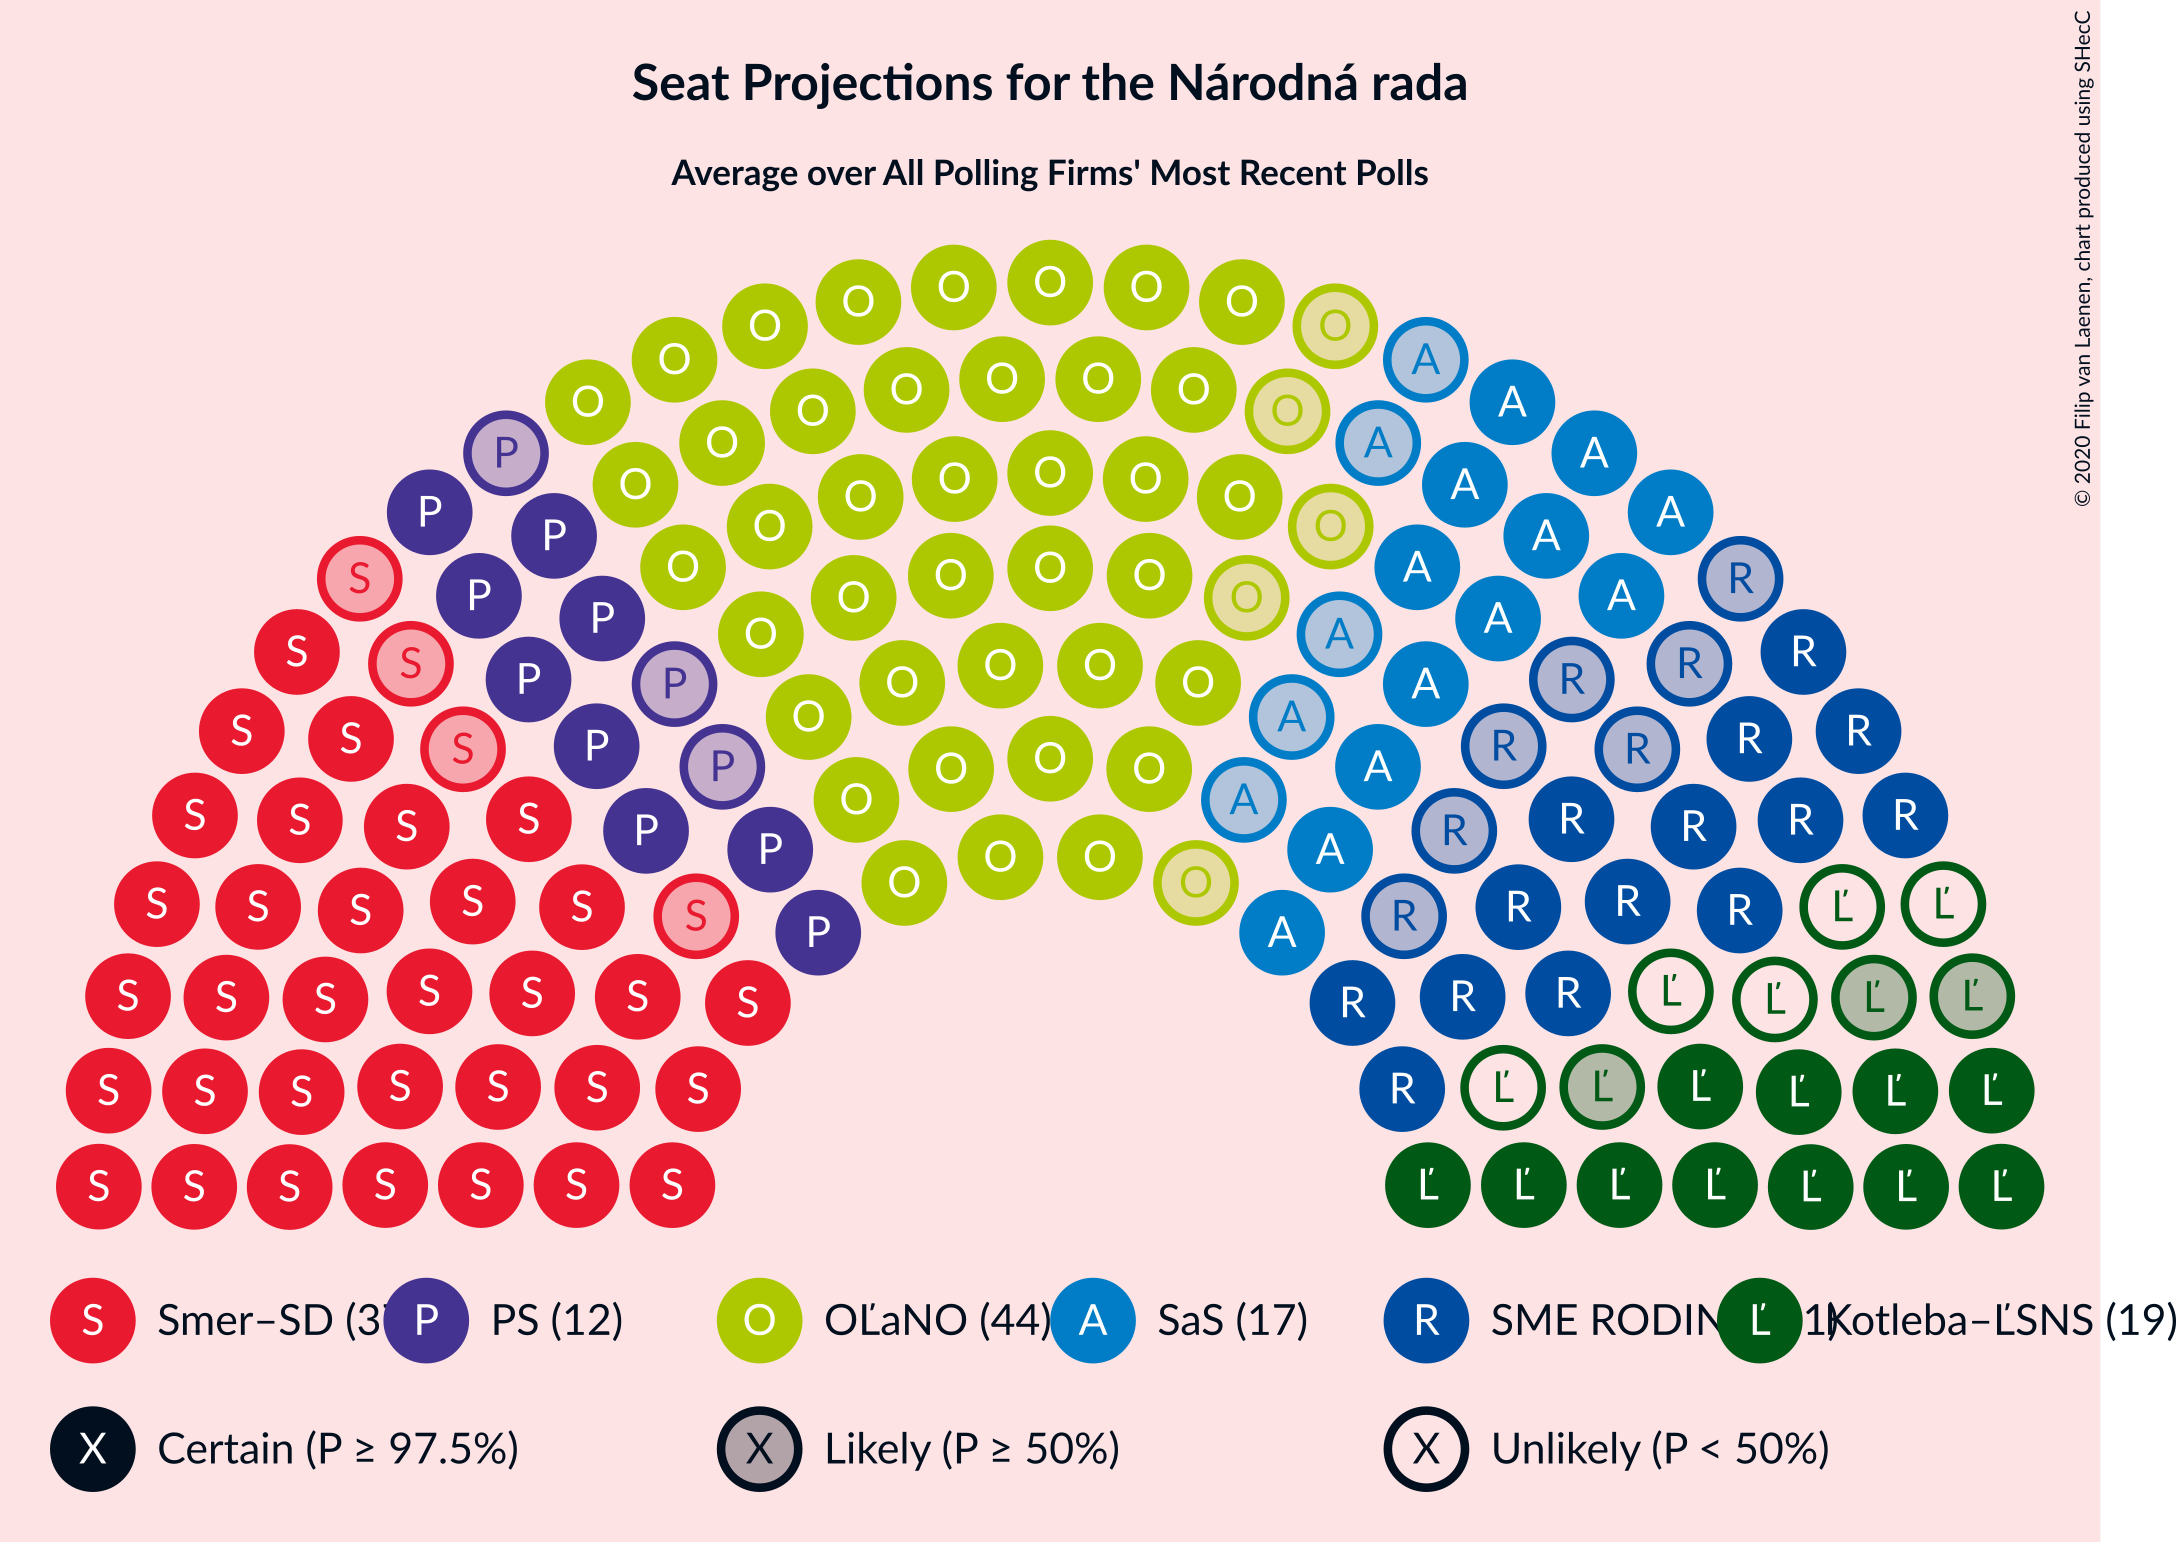 Seat Projections for the Národná rada
Average over All Polling Firms' Most Recent Polls
© 2020 Filip van Laenen, chart produced using SHecC
O O O O O
O O
O A
O O O O
O O O A
P O A A
O O O O O O A
P P O O A A
S P O O O O O O A A R
P O A A
S S P P O O O O A R R R
S S S P P O O O O A A R R R R
S S S S P P O O O A A R R R R R
S S S S S S P O O A R R R R Ľ Ľ
S S S S S S S R R R Ľ Ľ Ľ Ľ
S S S S S S S R Ľ Ľ Ľ Ľ Ľ Ľ
S S S S S S S Ľ Ľ Ľ Ľ Ľ Ľ Ľ
S Smer–SD P PS (12) O OĽaNO (44) A SaS (17) R SME Ľ Kotleba–ĽSNS (19)
X Certain (P ≥ 97.5%) X Likely (P ≥ 50%) X Unlikely (P < 50%)